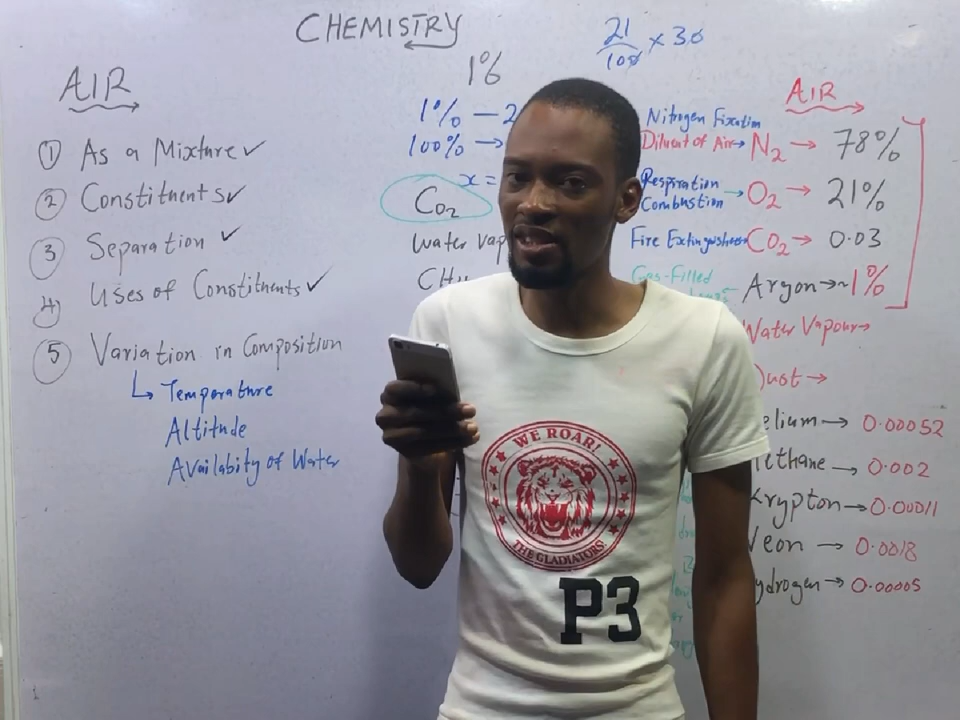 CHEMISTRY
21/100 × 30
AIR
① As a Mixture ✓
② Constituents ✓
③ Separation ✓
4) Uses of Constituents ✓
⑤ Variation in Composition
↳ Temperature
Altitude
Availabity of Water
1%
1% — 2
100% →
x =
CO2
Water vap
AIR
Nitrogen Fixation
Diluent of Air → N2 → 78%
Respiration
Combustion → O2 → 21%
Fire Extinguisher CO2 → 0.03
Gas-Filled
Argon → ~1%
Water Vapour →
Dust →
elium → 0.00052
ethane → 0.002
Krypton → 0.00011
Neon → 0.0018
ydrogen → 0.00005
WE ROAR!
THE GLADIATORS!
P3